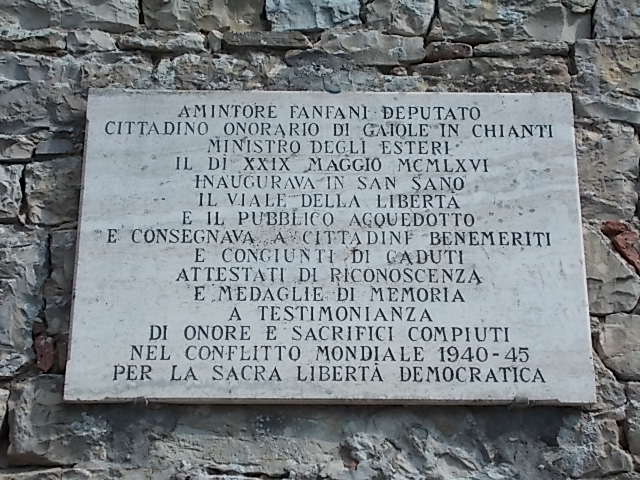 AMINTORE FANFANI DEPUTATO
CITTADINO ONORARIO DI GAIOLE IN CHIANTI
MINISTRO DEGLI ESTERI
IL DÌ XXIX MAGGIO MCMLXVI
INAUGURAVA IN SAN SANO
IL VIALE DELLA LIBERTÀ
E IL PUBBLICO ACQUEDOTTO
E CONSEGNAVA A CITTADINI BENEMERITI
E CONGIUNTI DI CADUTI
ATTESTATI DI RICONOSCENZA
E MEDAGLIE DI MEMORIA
A TESTIMONIANZA
DI ONORE E SACRIFICI COMPIUTI
NEL CONFLITTO MONDIALE 1940-45
PER LA SACRA LIBERTÀ DEMOCRATICA